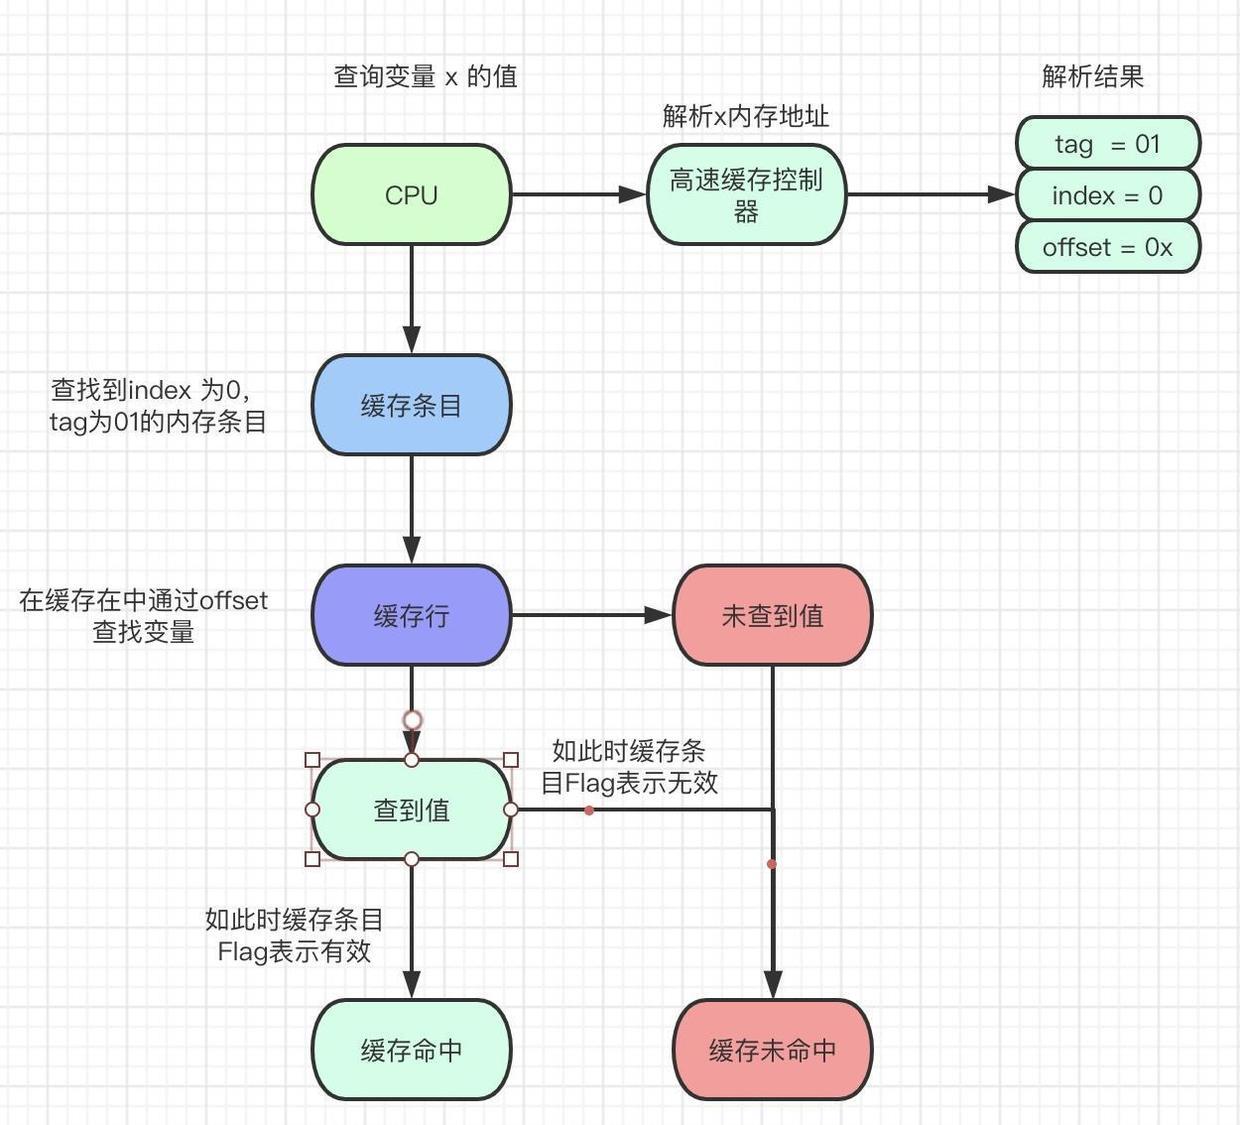 查询变量 x 的值
解析结果
解析x内存地址
CPU
高速缓存控制
器
tag = 01
index = 0
offset = 0x
查找到index 为0，
tag为01的内存条目
缓存条目
在缓存在中通过offset
查找变量
缓存行
未查到值
如此时缓存条
目Flag表示无效
查到值
如此时缓存条目
Flag表示有效
缓存命中
缓存未命中